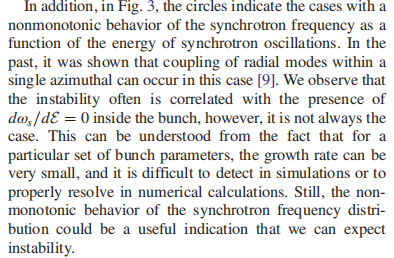 In addition, in Fig. 3, the circles indicate the cases with a
nonmonotonic behavior of the synchrotron frequency as a
function of the energy of synchrotron oscillations. In the
past, it was shown that coupling of radial modes within a
single azimuthal can occur in this case [9]. We observe that
the instability often is correlated with the presence of
dωₛ/dℰ = 0 inside the bunch, however, it is not always the
case. This can be understood from the fact that for a
particular set of bunch parameters, the growth rate can be
very small, and it is difficult to detect in simulations or to
properly resolve in numerical calculations. Still, the non-
monotonic behavior of the synchrotron frequency distri-
bution could be a useful indication that we can expect
instability.